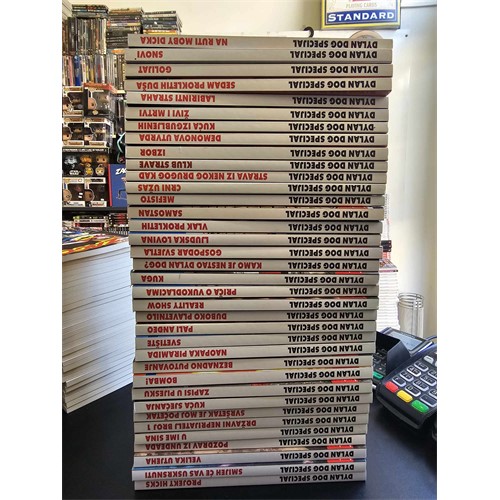 PLAYING CARDS
STANDARD
DYLAN DOG SPECIJAL NA RUTI MOBY DICKA
DYLAN DOG SPECIJAL SNOVI
DYLAN DOG SPECIJAL GOLIJAT
DYLAN DOG SPECIJAL SEDAM PROKLETIH DUŠA
DYLAN DOG SPECIJAL LABIRINTI STRAHA
DYLAN DOG SPECIJAL ŽIVI I MRTVI
DYLAN DOG SPECIJAL KUĆA IZGUBLJENIH
DYLAN DOG SPECIJAL DEMONOVA UTVRDA
DYLAN DOG SPECIJAL IZBOR
DYLAN DOG SPECIJAL KLUB STRAVE
DYLAN DOG SPECIJAL STRAVA IZ NEKOG DRUGOG KAD
DYLAN DOG SPECIJAL CRNI UŽAS
DYLAN DOG SPECIJAL MEFISTO
DYLAN DOG SPECIJAL SAMOSTAN
DYLAN DOG SPECIJAL VLAK PROKLETIH
DYLAN DOG SPECIJAL LJUDSKA LOVINA
DYLAN DOG SPECIJAL GOSPODAR SVJETLA
DYLAN DOG SPECIJAL KAMO JE NESTAO DYLAN DOG?
DYLAN DOG SPECIJAL KUGA
DYLAN DOG SPECIJAL PRIČA VUKODLACIMA
DYLAN DOG SPECIJAL REALITY SHOW
DYLAN DOG SPECIJAL DUBOKO PLAVETNILO
DYLAN DOG SPECIJAL PALI ANĐEO
DYLAN DOG SPECIJAL SVETIŠTE
DYLAN DOG SPECIJAL NAOPAKA PIRAMIDA
DYLAN DOG SPECIJAL BEZNADNO PUTOVANJE
DYLAN DOG SPECIJAL BOMBA!
DYLAN DOG SPECIJAL ZAPISI U PIJESKU
DYLAN DOG SPECIJAL KUĆA SJEĆANJA
DYLAN DOG SPECIJAL SVRŠETAK JE MOJ POČETAK
DYLAN DOG SPECIJAL DRŽAVNI NEPRIJATELJ BROJ 1
DYLAN DOG SPECIJAL U IME SINA
DYLAN DOG SPECIJAL POZDRAV IZ UNDEADA
DYLAN DOG SPECIJAL VELIKA UTJEHA
DYLAN DOG SPECIJAL SMIJEH ĆE VAS USKRSNUTI
DYLAN DOG SPECIJAL PROJEKT HICKS